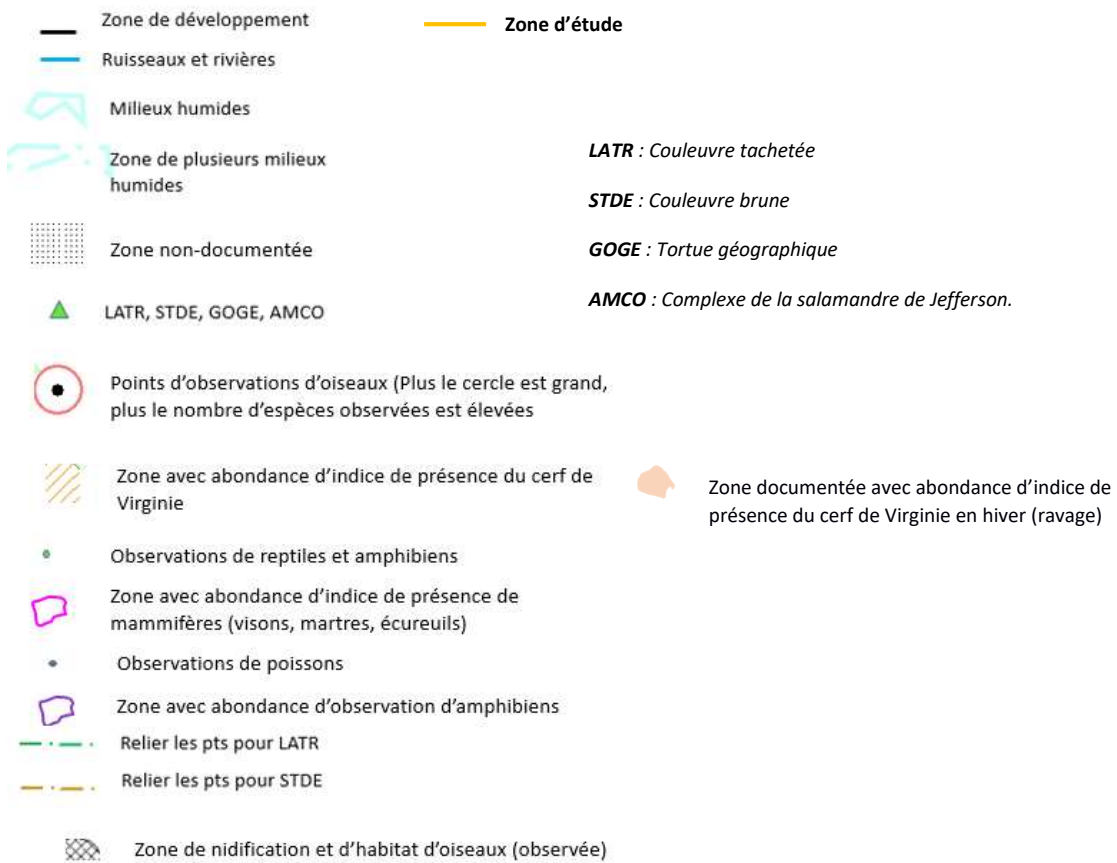 Zone de développement
Zone d'étude
Ruisseaux et rivières
Milieux humides
Zone de plusieurs milieux
humides
LATR : Couleuvre tachetée
STDE : Couleuvre brune
Zone non-documentée
GOGE : Tortue géographique
LATR, STDE, GOGE, AMCO
AMCO : Complexe de la salamandre de Jefferson.
Points d'observations d'oiseaux (Plus le cercle est grand,
plus le nombre d'espèces observées est élevées
Zone avec abondance d'indice de présence du cerf de
Virginie
Zone documentée avec abondance d'indice de
présence du cerf de Virginie en hiver (ravage)
Observations de reptiles et amphibiens
Zone avec abondance d'indice de présence de
mammifères (visons, martres, écureuils)
Observations de poissons
Zone avec abondance d'observation d'amphibiens
Relier les pts pour LATR
Relier les pts pour STDE
Zone de nidification et d'habitat d'oiseaux (observée)